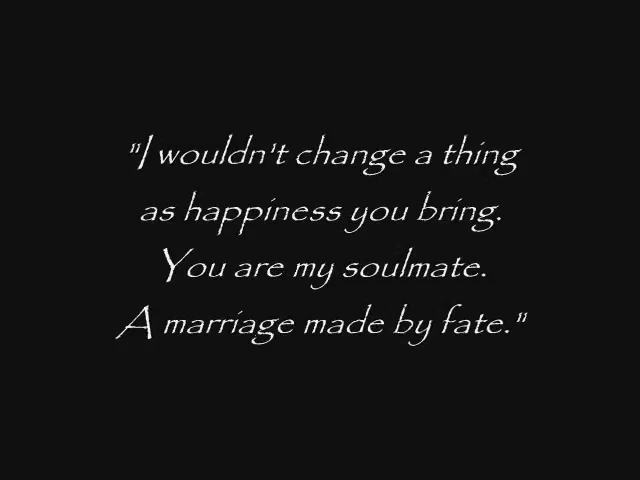 "I wouldn't change a thing
as happiness you bring.
You are my soulmate.
A marriage made by fate."